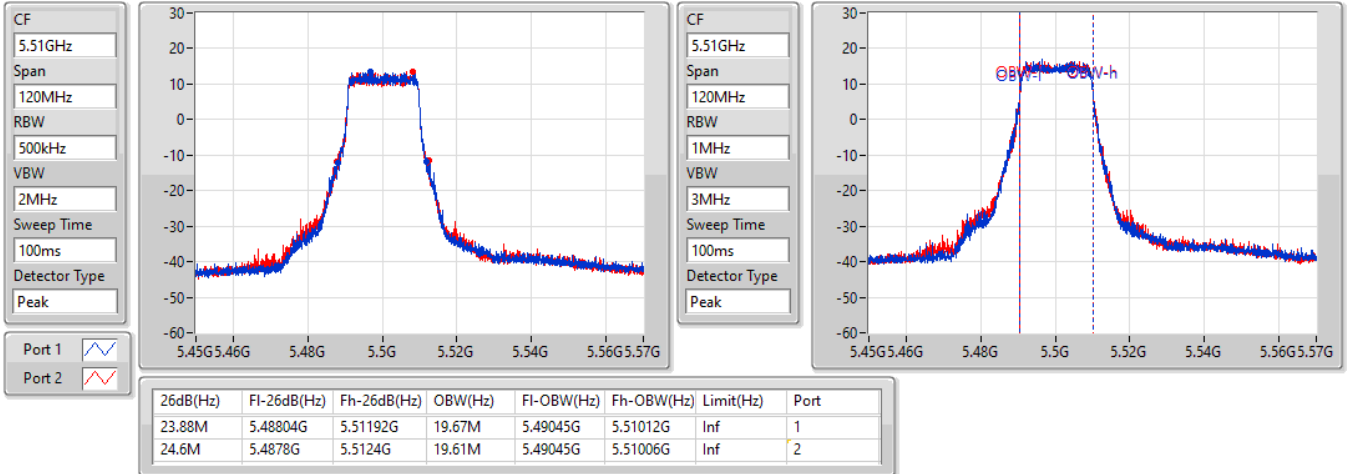 CF
5.51GHz
Span
120MHz
RBW
500kHz
VBW
2MHz
Sweep Time
100ms
Detector Type
Peak
Port 1
Port 2
30
20
10
0
-10
-20
-30
-40
-50
-60
5.45G 5.46G 5.48G 5.5G 5.52G 5.54G 5.56G 5.57G
CF
5.51GHz
Span
120MHz
RBW
1MHz
VBW
3MHz
Sweep Time
100ms
Detector Type
Peak
30
20
10
0
-10
-20
-30
-40
-50
-60
OBW-l OBW-h
5.45G 5.46G 5.48G 5.5G 5.52G 5.54G 5.56G 5.57G
26dB(Hz) Fl-26dB(Hz) Fh-26dB(Hz) OBW(Hz) Fl-OBW(Hz) Fh-OBW(Hz) Limit(Hz) Port
23.88M 5.48804G 5.51192G 19.67M 5.49045G 5.51012G Inf 1
24.6M 5.4878G 5.5124G 19.61M 5.49045G 5.51006G Inf 2